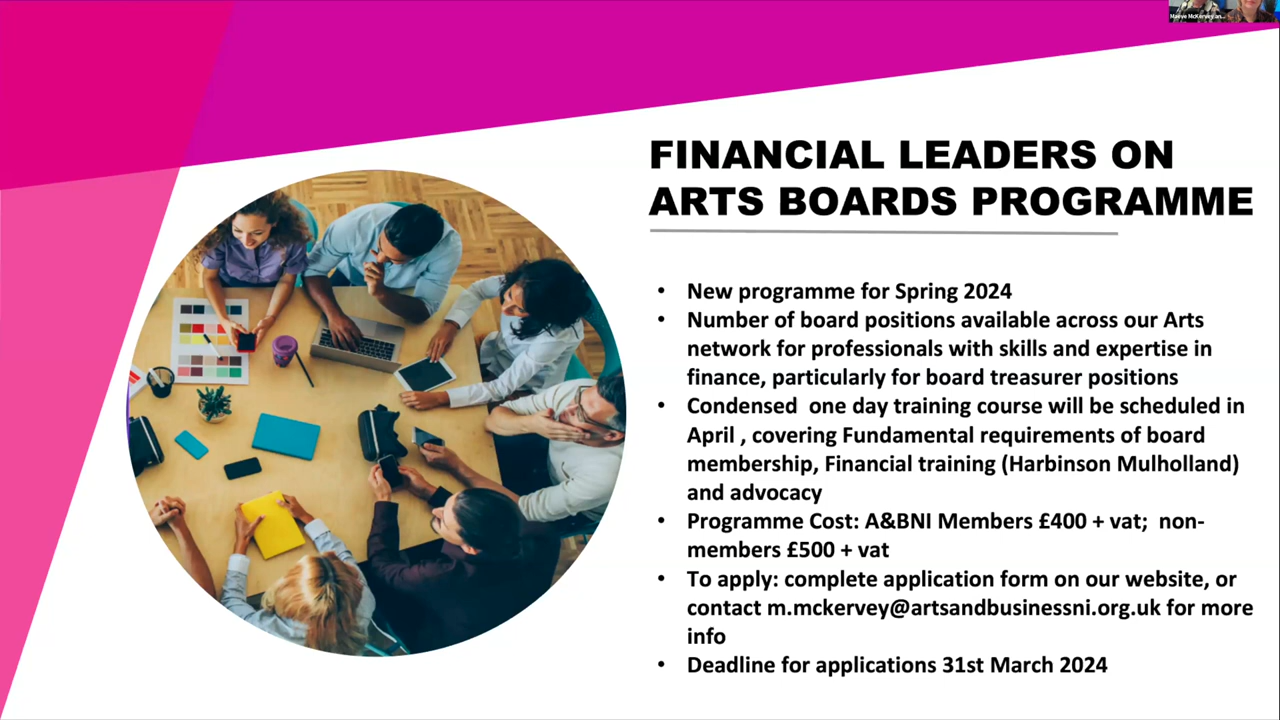 Maeve McKervey an...
FINANCIAL LEADERS ON
ARTS BOARDS PROGRAMME
• New programme for Spring 2024
• Number of board positions available across our Arts
network for professionals with skills and expertise in
finance, particularly for board treasurer positions
• Condensed  one day training course will be scheduled in
April , covering Fundamental requirements of board
membership, Financial training (Harbinson Mulholland)
and advocacy
• Programme Cost: A&BNI Members £400 + vat;  non-
members £500 + vat
• To apply: complete application form on our website, or
contact m.mckervey@artsandbusinessni.org.uk for more
info
• Deadline for applications 31st March 2024